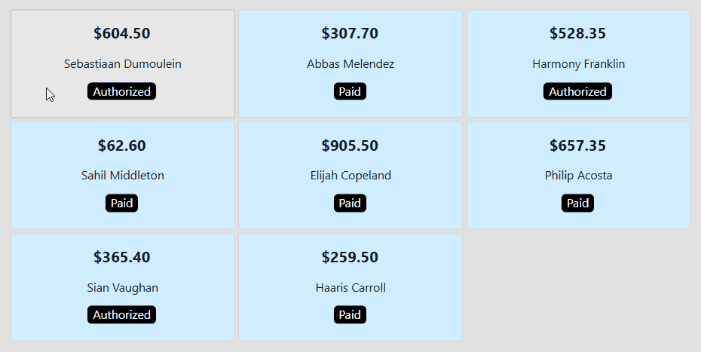 $604.50
Sebastiaan Dumoulein
Authorized
$307.70
Abbas Melendez
Paid
$528.35
Harmony Franklin
Authorized
$62.60
Sahil Middleton
Paid
$905.50
Elijah Copeland
Paid
$657.35
Philip Acosta
Paid
$365.40
Sian Vaughan
Authorized
$259.50
Haaris Carroll
Paid